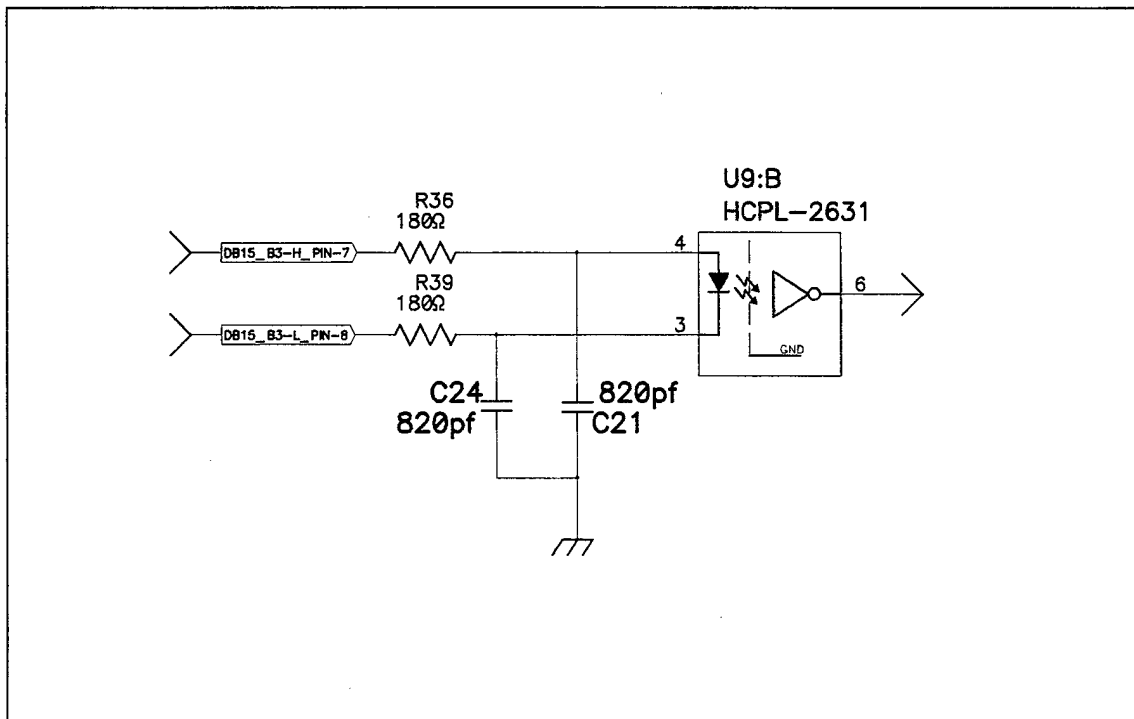 U9:B
HCPL-2631
R36
180Ω
DB15_B3-H_PIN-7
4
R39
180Ω
DB15_B3-L_PIN-8
3
6
GND
C24
820pf
820pf
C21